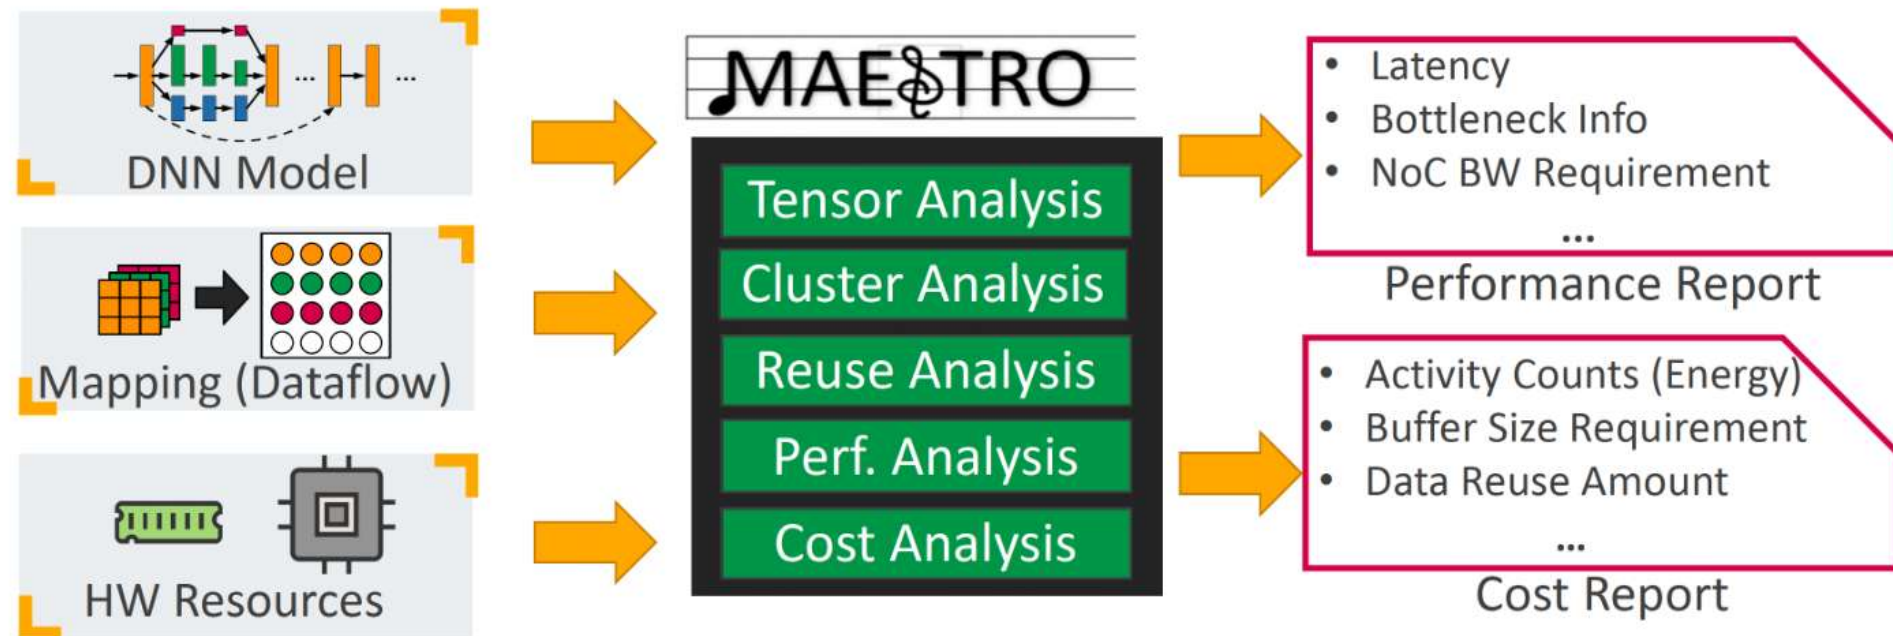 ...
...
DNN Model
Mapping (Dataflow)
HW Resources
MAESTRO
Tensor Analysis
Cluster Analysis
Reuse Analysis
Perf. Analysis
Cost Analysis
• Latency
• Bottleneck Info
• NoC BW Requirement
...
Performance Report
• Activity Counts (Energy)
• Buffer Size Requirement
• Data Reuse Amount
...
Cost Report